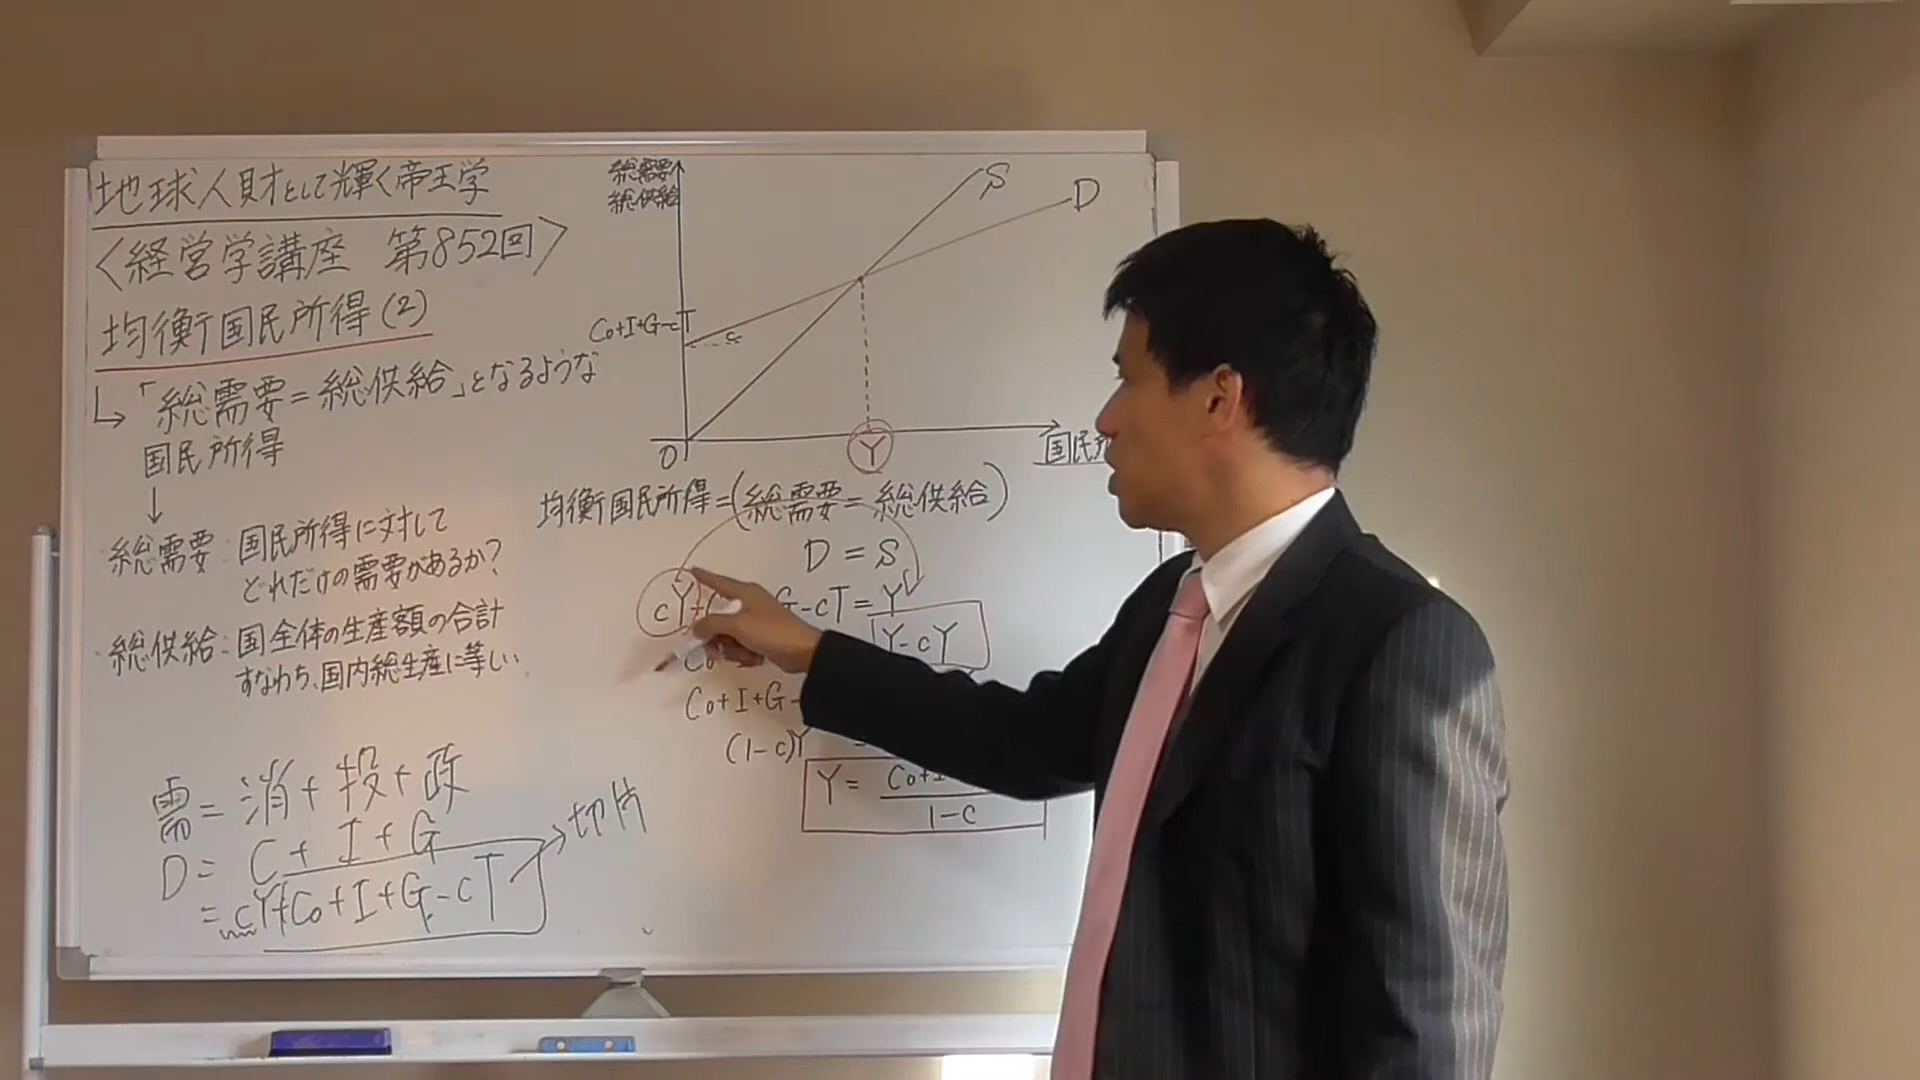 地球人財として輝く帝王学
〈経営学講座 第852回〉
均衡国民所得(2)
↳「総需要=総供給」となるような
国民所得
↓
総需要:国民所得に対して
どれだけの需要があるか?
総供給:国全体の生産額の合計
すなわち、国内総生産に等しい
需=消+投+政
D=C+I+G
=cY+C₀+I+G-cT
→切片
総需要
総供給
S
D
C₀+I+G-cT
c
O
Y
国民
均衡国民所得=(総需要=総供給)
D=S
cY+ G-cT=Y
Y-cY
C₀+I+G-
(1-c)Y
Y= C₀+I
1-c